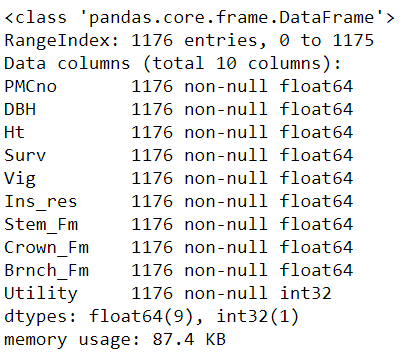 <class 'pandas.core.frame.DataFrame'>
RangeIndex: 1176 entries, 0 to 1175
Data columns (total 10 columns):
PMCno       1176 non-null float64
DBH         1176 non-null float64
Ht          1176 non-null float64
Surv        1176 non-null float64
Vig         1176 non-null float64
Ins_res     1176 non-null float64
Stem_Fm     1176 non-null float64
Crown_Fm    1176 non-null float64
Brnch_Fm    1176 non-null float64
Utility     1176 non-null int32
dtypes: float64(9), int32(1)
memory usage: 87.4 KB